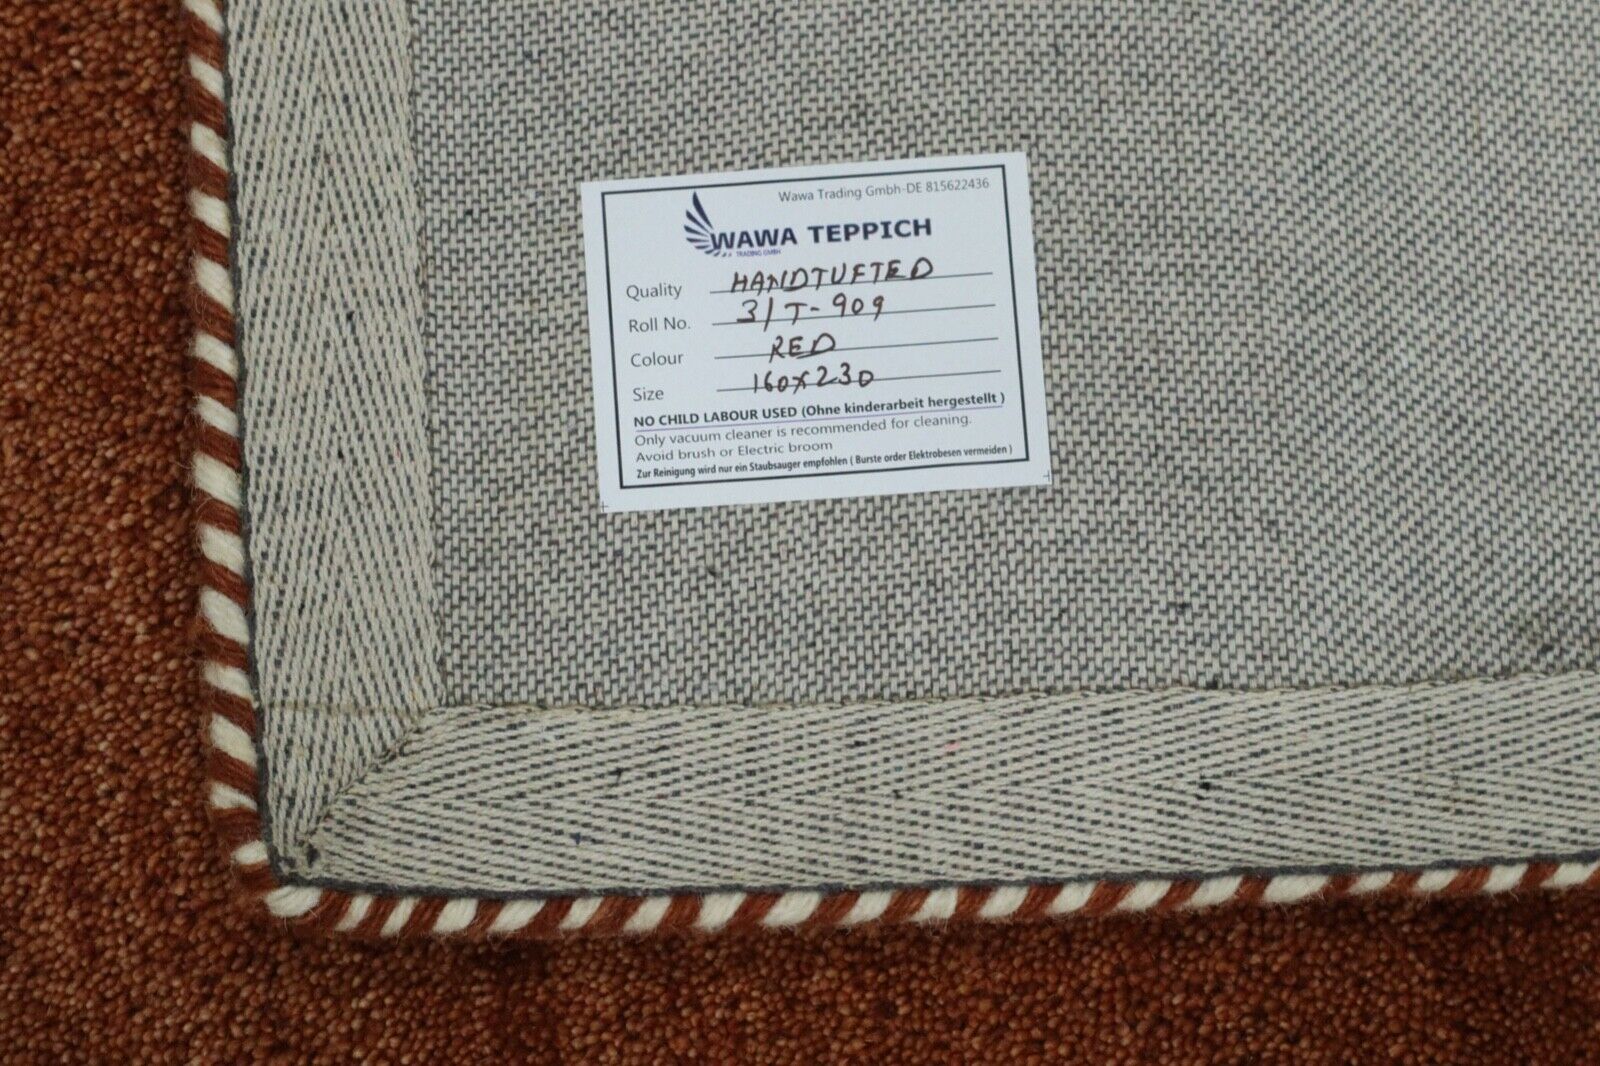 Wawa Trading Gmbh-DE 815622436
WAWA TEPPICH
TRADING GMBH
Quality HANDTUFTED
Roll No. 31T-909
Colour RED
Size 160x230
NO CHILD LABOUR USED (Ohne kinderarbeit hergestellt )
Only vacuum cleaner is recommended for cleaning.
Avoid brush or Electric broom
Zur Reinigung wird nur ein Staubsauger empfohlen ( Burste order Elektrobesen vermeiden )